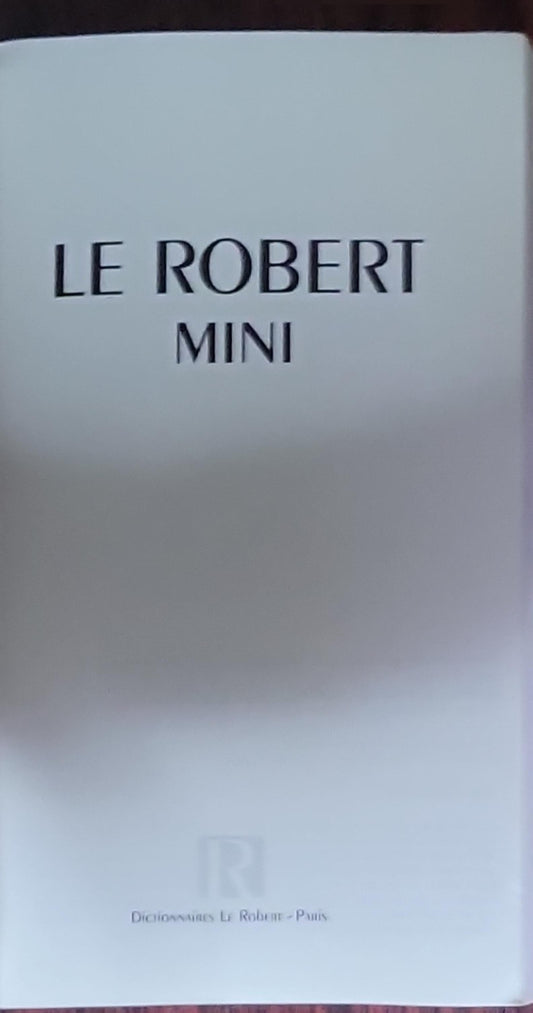 LE ROBERT
MINI
R
DICTIONNAIRES LE ROBERT - PARIS